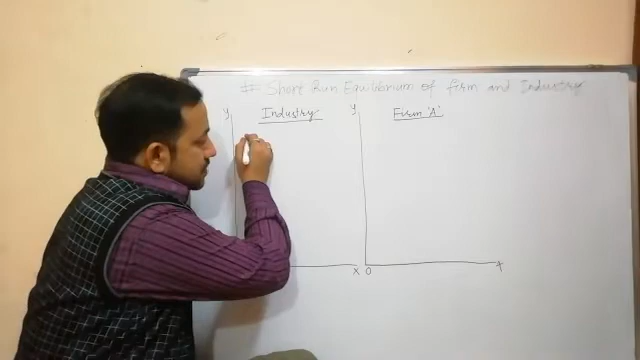 # Short Run Equilibrium of firm and Industry
y Industry y Firm 'A'
x 0 x